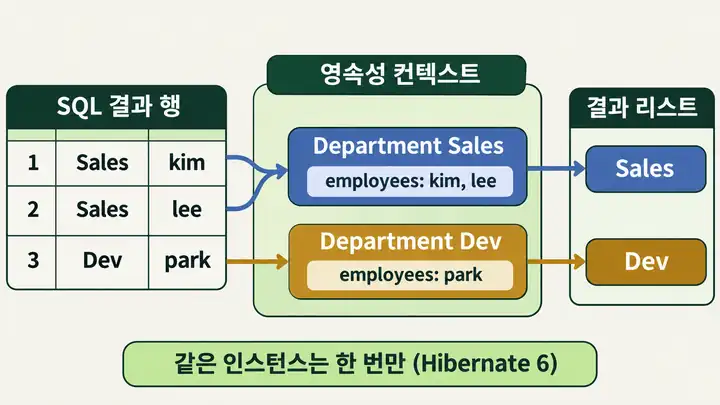 영속성 컨텍스트
SQL 결과 행
1 Sales kim
2 Sales lee
3 Dev park
Department Sales
employees: kim, lee
Department Dev
employees: park
결과 리스트
Sales
Dev
같은 인스턴스는 한 번만 (Hibernate 6)